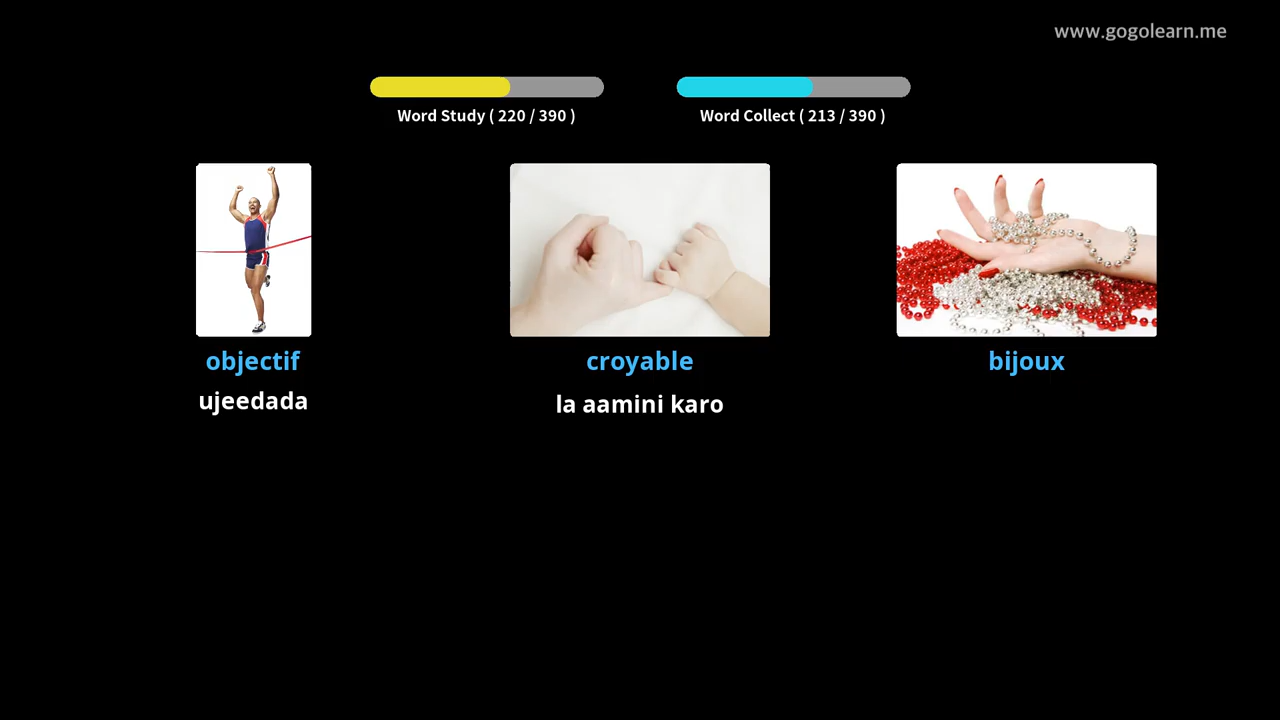 www.gogolearn.me
Word Study ( 220 / 390 )
Word Collect ( 213 / 390 )
objectif
croyable
bijoux
ujeedada
la aamini karo